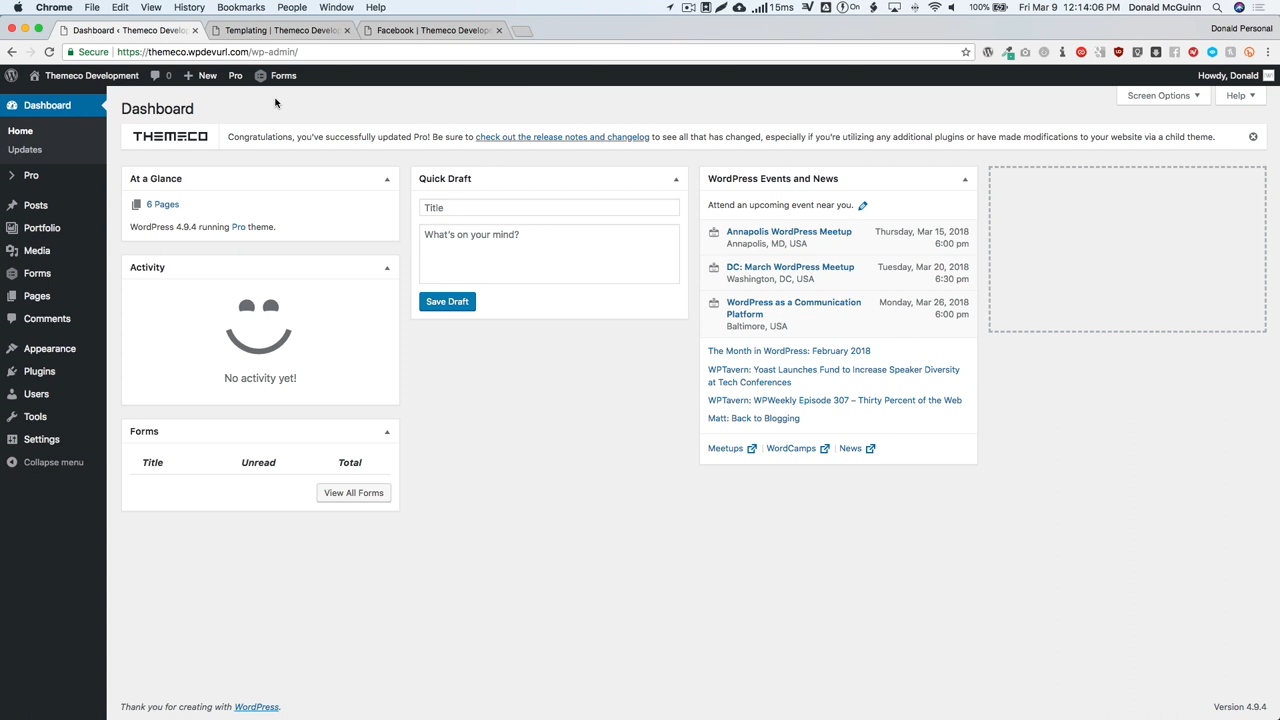 Chrome File Edit View History Bookmarks People Window Help 15ms On 100% Fri Mar 9 12:14:06 PM Donald McGuinn
Dashboard < Themeco Develo Templating | Themeco Develo Facebook | Themeco Develop Donald Personal
Secure https://themeco.wpdevurl.com/wp-admin/
Themeco Development 0 New Pro Forms Howdy, Donald
Dashboard
Home
Updates
Pro
Posts
Portfolio
Media
Forms
Pages
Comments
Appearance
Plugins
Users
Tools
Settings
Collapse menu
Screen Options Help
Dashboard
THEMECO Congratulations, you've successfully updated Pro! Be sure to check out the release notes and changelog to see all that has changed, especially if you're utilizing any additional plugins or have made modifications to your website via a child theme.
At a Glance
6 Pages
WordPress 4.9.4 running Pro theme.
Activity
No activity yet!
Forms
Title Unread Total
View All Forms
Quick Draft
Title
What's on your mind?
Save Draft
WordPress Events and News
Attend an upcoming event near you.
Annapolis WordPress Meetup Thursday, Mar 15, 2018
Annapolis, MD, USA 6:00 pm
DC: March WordPress Meetup Tuesday, Mar 20, 2018
Washington, DC, USA 6:30 pm
WordPress as a Communication Monday, Mar 26, 2018
Platform 6:00 pm
Baltimore, USA
The Month in WordPress: February 2018
WPTavern: Yoast Launches Fund to Increase Speaker Diversity
at Tech Conferences
WPTavern: WPWeekly Episode 307 – Thirty Percent of the Web
Matt: Back to Blogging
Meetups | WordCamps | News
Thank you for creating with WordPress. Version 4.9.4